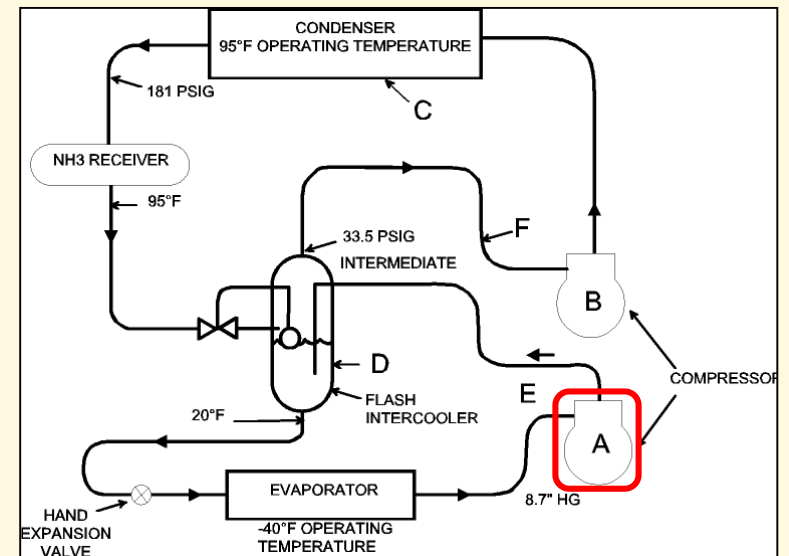 CONDENSER
95°F OPERATING TEMPERATURE
181 PSIG
C
NH3 RECEIVER
95°F
F
33.5 PSIG
INTERMEDIATE
B
D
COMPRESSOR
FLASH
INTERCOOLER
E
20°F
A
EVAPORATOR
8.7" HG
HAND
EXPANSION
VALVE
-40°F OPERATING
TEMPERATURE